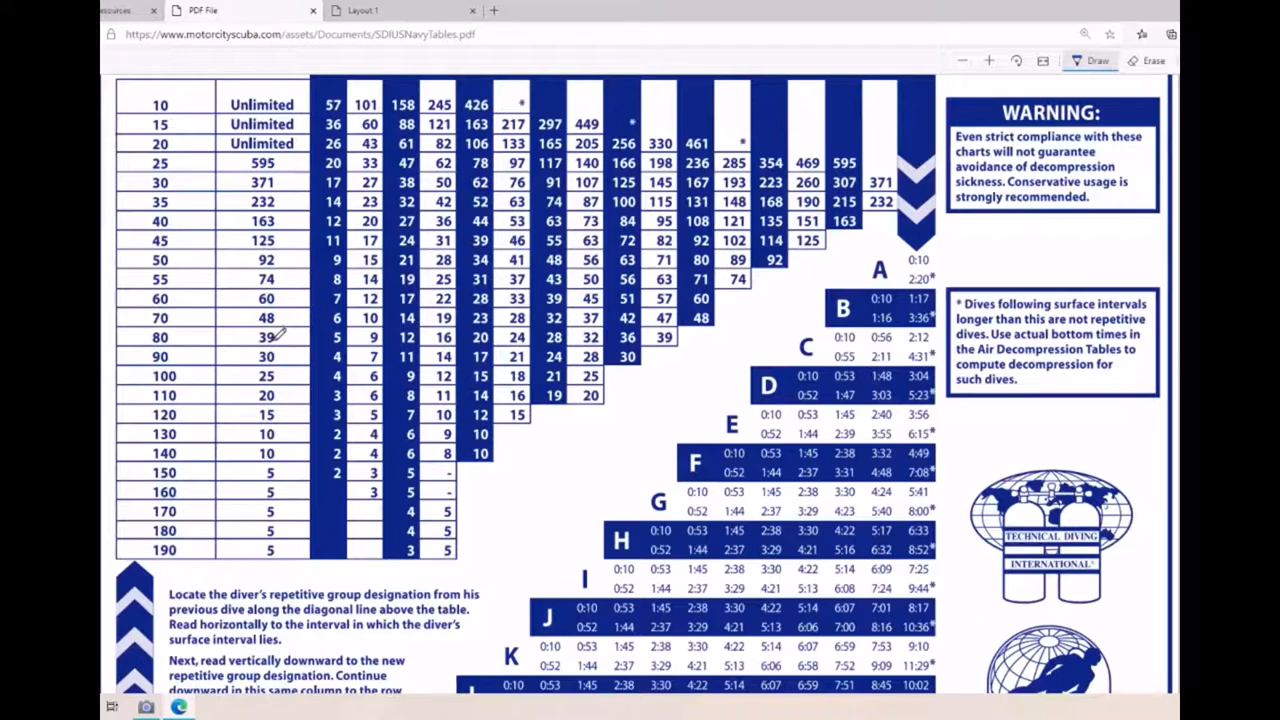 esources
PDF File
Layout 1
https://www.motorcityscuba.com/assets/Documents/SDIUSNavyTables.pdf
Draw
Erase
10 Unlimited 57 101 158 245 426 *
15 Unlimited 36 60 88 121 163 217 297 449 *
20 Unlimited 26 43 61 82 106 133 165 205 256 330 461 *
25 595 20 33 47 62 78 97 117 140 166 198 236 285 354 469 595
30 371 17 27 38 50 62 76 91 107 125 145 167 193 223 260 307 371
35 232 14 23 32 42 52 63 74 87 100 115 131 148 168 190 215 232
40 163 12 20 27 36 44 53 63 73 84 95 108 121 135 151 163
45 125 11 17 24 31 39 46 55 63 72 82 92 102 114 125
50 92 9 15 21 28 34 41 48 56 63 71 80 89 92
55 74 8 14 19 25 31 37 43 50 56 63 71 74
60 60 7 12 17 22 28 33 39 45 51 57 60
70 48 6 10 14 19 23 28 32 37 42 47 48
80 39 5 9 12 16 20 24 28 32 36 39
90 30 4 7 11 14 17 21 24 28 30
100 25 4 6 9 12 15 18 21 25
110 20 3 6 8 11 14 16 19 20
120 15 3 5 7 10 12 15
130 10 2 4 6 9 10
140 10 2 4 6 8 10
150 5 2 3 5 -
160 5 3 5 -
170 5 4 5
180 5 4 5
190 5 3 5
A 0:10
2:20*
B 0:10 1:17
1:16 3:36*
C 0:10 0:56 2:12
0:55 2:11 4:31*
D 0:10 0:53 1:48 3:04
0:52 1:47 3:03 5:23*
E 0:10 0:53 1:45 2:40 3:56
0:52 1:44 2:39 3:55 6:15*
F 0:10 0:53 1:45 2:38 3:32 4:49
0:52 1:44 2:37 3:31 4:48 7:08*
G 0:10 0:53 1:45 2:38 3:30 4:24 5:41
0:52 1:44 2:37 3:29 4:23 5:40 8:00*
H 0:10 0:53 1:45 2:38 3:30 4:22 5:17 6:33
0:52 1:44 2:37 3:29 4:21 5:16 6:32 8:52*
I 0:10 0:53 1:45 2:38 3:30 4:22 5:14 6:09 7:25
0:52 1:44 2:37 3:29 4:21 5:13 6:08 7:24 9:44*
J 0:10 0:53 1:45 2:38 3:30 4:22 5:14 6:07 7:01 8:17
0:52 1:44 2:37 3:29 4:21 5:13 6:06 7:00 8:16 10:36*
K 0:10 0:53 1:45 2:38 3:30 4:22 5:14 6:07 6:59 7:53 9:10
0:52 1:44 2:37 3:29 4:21 5:13 6:06 6:58 7:52 9:09 11:29*
0:10 0:53 1:45 2:38 3:30 4:22 5:14 6:07 6:59 7:51 8:45 10:02
Locate the diver's repetitive group designation from his
previous dive along the diagonal line above the table.
Read horizontally to the interval in which the diver's
surface interval lies.
Next, read vertically downward to the new
repetitive group designation. Continue
downward in this same column to the row
WARNING:
Even strict compliance with these
charts will not guarantee
avoidance of decompression
sickness. Conservative usage is
strongly recommended.
* Dives following surface intervals
longer than this are not repetitive
dives. Use actual bottom times in
the Air Decompression Tables to
compute decompression for
such dives.
TECHNICAL DIVING
INTERNATIONAL®